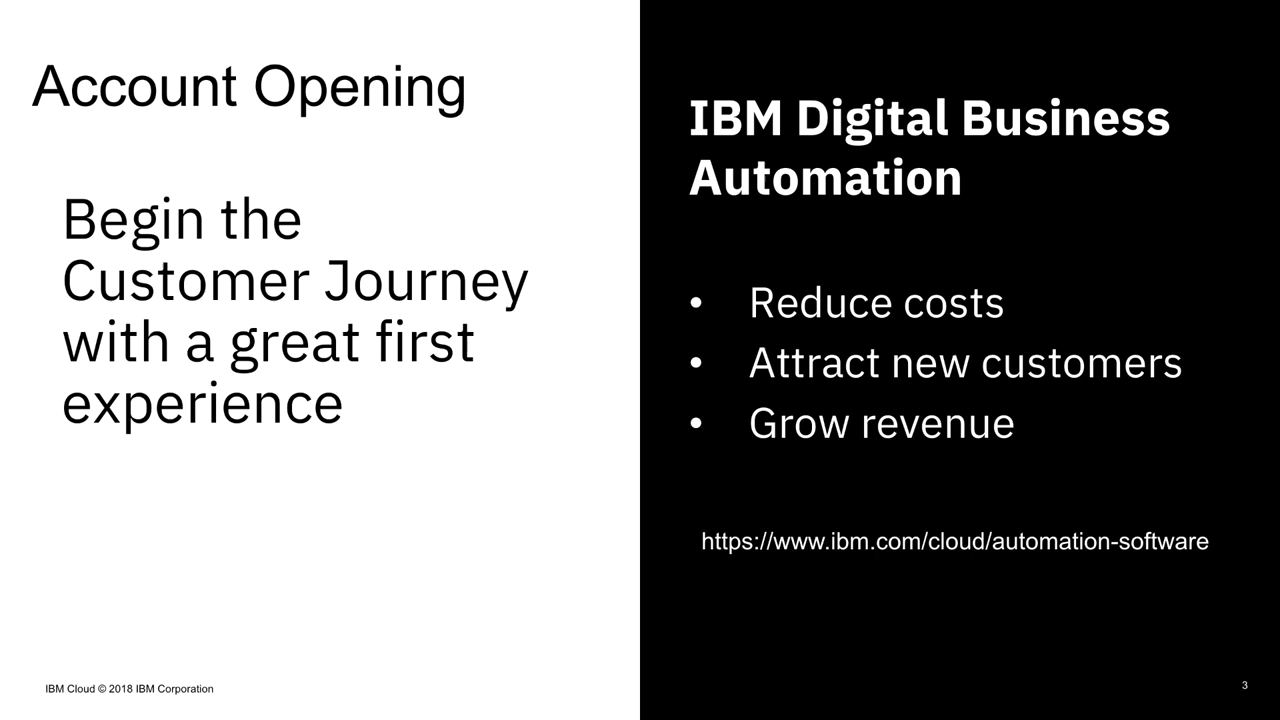 Account Opening
Begin the
Customer Journey
with a great first
experience
IBM Cloud © 2018 IBM Corporation
IBM Digital Business
Automation
• Reduce costs
• Attract new customers
• Grow revenue
https://www.ibm.com/cloud/automation-software
3